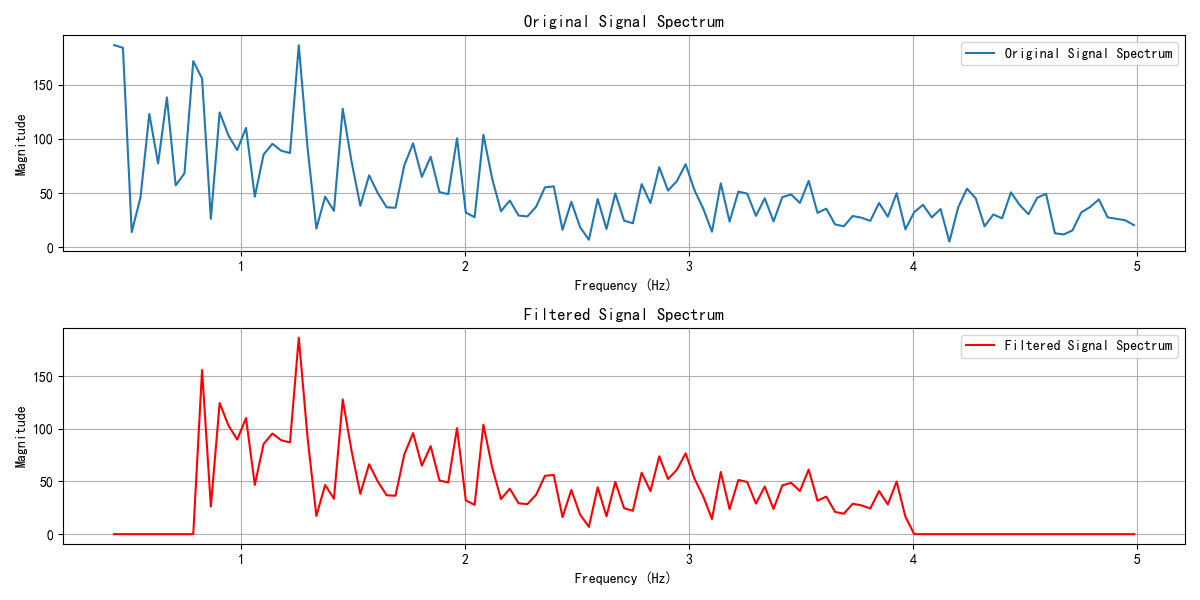 Original Signal Spectrum
Original Signal Spectrum
Magnitude
150
100
50
0
1 2 3 4 5
Frequency (Hz)
Filtered Signal Spectrum
Filtered Signal Spectrum
Magnitude
150
100
50
0
1 2 3 4 5
Frequency (Hz)